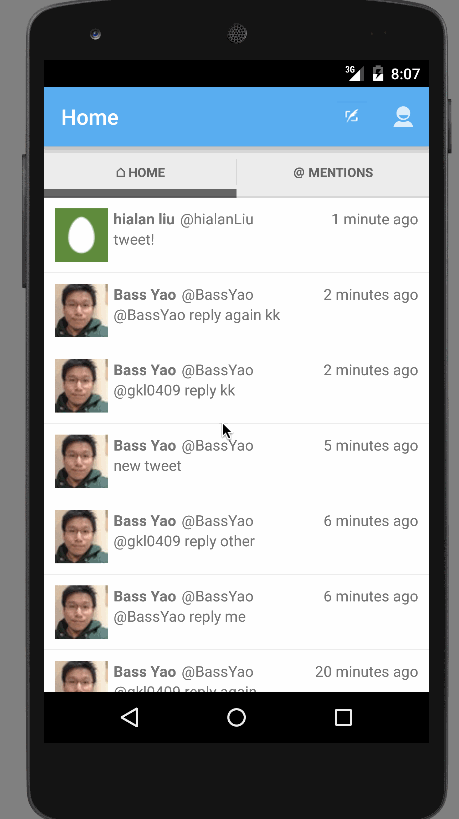 3G 8:07
Home
HOME @ MENTIONS
hialan liu @hialanLiu 1 minute ago
tweet!
Bass Yao @BassYao 2 minutes ago
@BassYao reply again kk
Bass Yao @BassYao 2 minutes ago
@gkl0409 reply kk
Bass Yao @BassYao 5 minutes ago
new tweet
Bass Yao @BassYao 6 minutes ago
@gkl0409 reply other
Bass Yao @BassYao 6 minutes ago
@BassYao reply me
Bass Yao @BassYao 20 minutes ago
@gkl0409 reply again